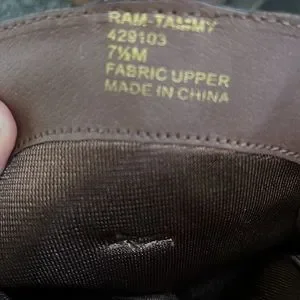 RAM-TAMMY
429103
7½M
FABRIC UPPER
MADE IN CHINA